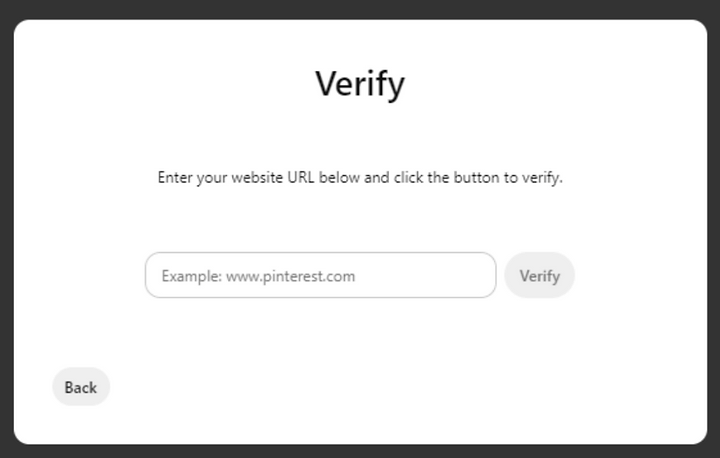 Verify
Enter your website URL below and click the button to verify.
Example: www.pinterest.com Verify
Back